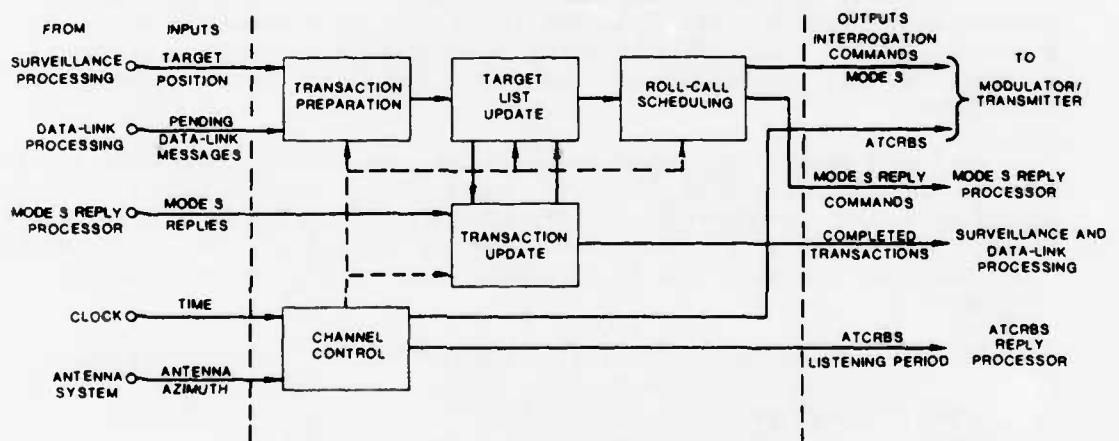 FROM
INPUTS
SURVEILLANCE
PROCESSING
TARGET
POSITION
DATA-LINK
PROCESSING
PENDING
DATA-LINK
MESSAGES
MODE S REPLY
PROCESSOR
MODE S
REPLIES
CLOCK
TIME
ANTENNA
SYSTEM
ANTENNA
AZIMUTH
TRANSACTION
PREPARATION
TARGET
LIST
UPDATE
ROLL-CALL
SCHEDULING
TRANSACTION
UPDATE
CHANNEL
CONTROL
OUTPUTS
INTERROGATION
COMMANDS
MODE S
ATCRBS
TO
MODULATOR/
TRANSMITTER
MODE S REPLY
COMMANDS
MODE S REPLY
PROCESSOR
COMPLETED
TRANSACTIONS
SURVEILLANCE AND
DATA-LINK
PROCESSING
ATCRBS
LISTENING PERIOD
ATCRBS
REPLY
PROCESSOR